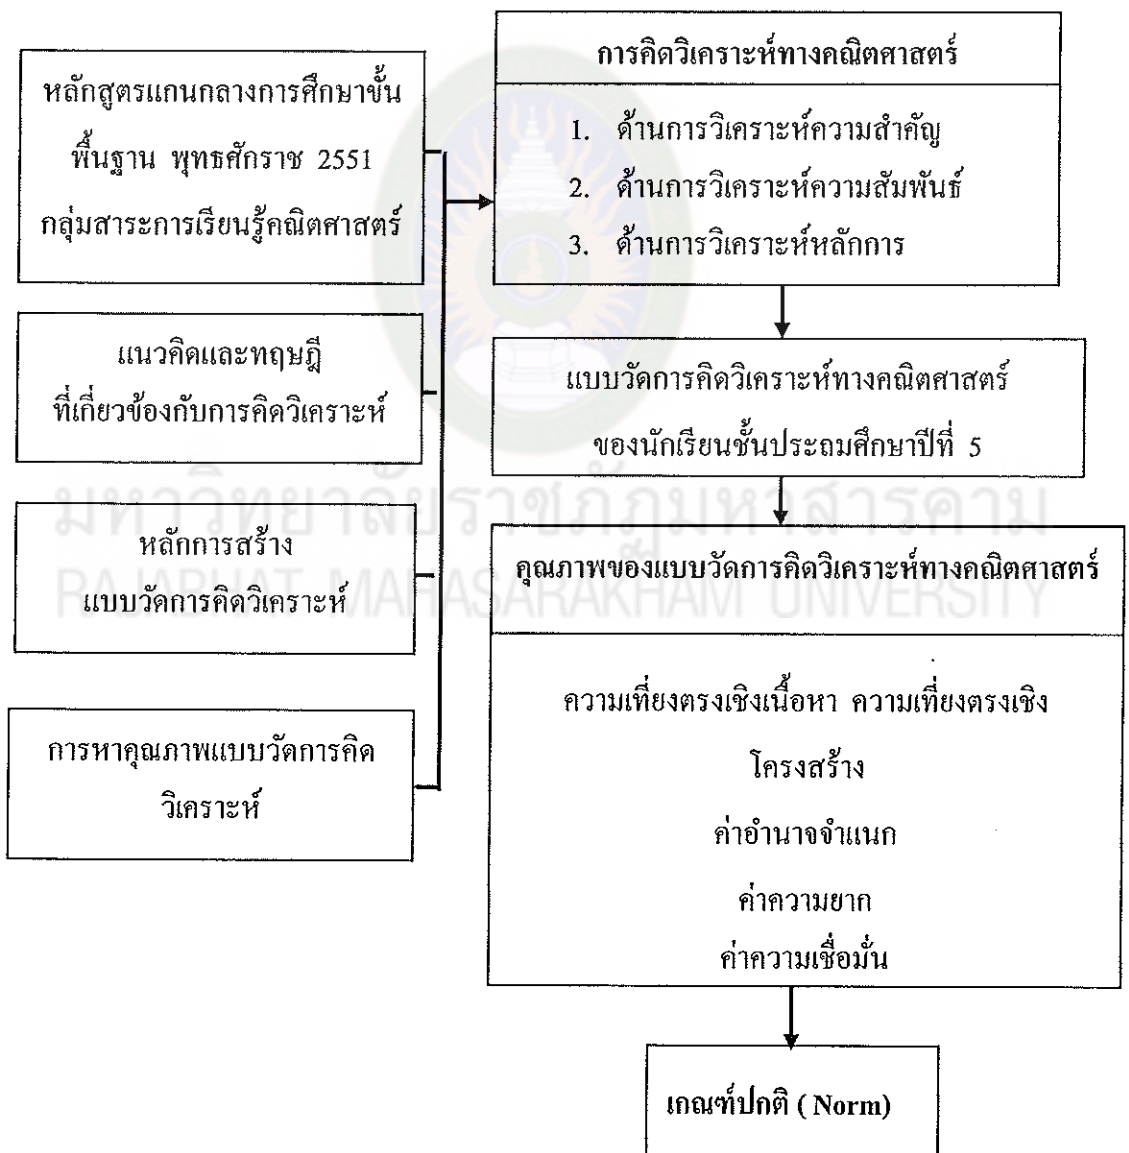 หลักสูตรแกนกลางการศึกษาขั้น
พื้นฐาน พุทธศักราช 2551
กลุ่มสาระการเรียนรู้คณิตศาสตร์
แนวคิดและทฤษฎี
ที่เกี่ยวข้องกับการคิดวิเคราะห์
หลักการสร้าง
แบบวัดการคิดวิเคราะห์
การหาคุณภาพแบบวัดการคิด
วิเคราะห์
การคิดวิเคราะห์ทางคณิตศาสตร์
1. ด้านการวิเคราะห์ความสำคัญ
2. ด้านการวิเคราะห์ความสัมพันธ์
3. ด้านการวิเคราะห์หลักการ
แบบวัดการคิดวิเคราะห์ทางคณิตศาสตร์
ของนักเรียนชั้นประถมศึกษาปีที่ 5
คุณภาพของแบบวัดการคิดวิเคราะห์ทางคณิตศาสตร์
ความเที่ยงตรงเชิงเนื้อหา ความเที่ยงตรงเชิง
โครงสร้าง
ค่าอำนาจจำแนก
ค่าความยาก
ค่าความเชื่อมั่น
เกณฑ์ปกติ ( Norm)
มหาวิทยาลัยราชภัฏมหาสารคาม
RAJABHAT MAHASARAKHAM UNIVERSITY